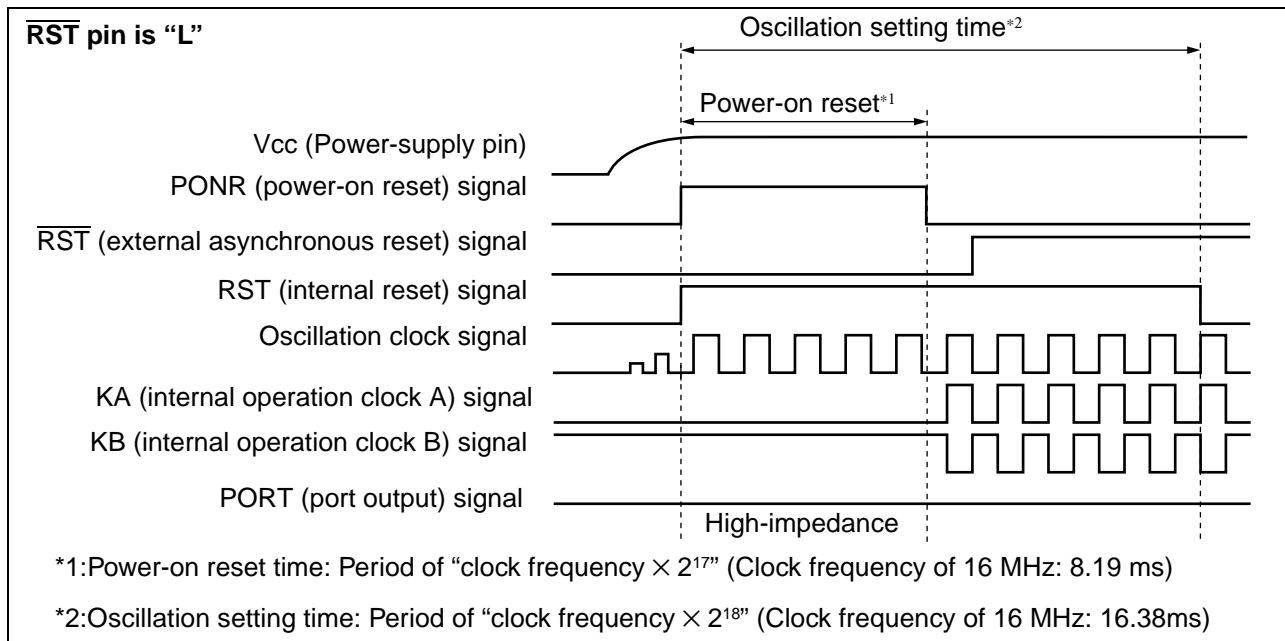 R̅S̅T̅ pin is “L”
Oscillation setting time*2
Power-on reset*1
Vcc (Power-supply pin)
PONR (power-on reset) signal
R̅S̅T̅ (external asynchronous reset) signal
RST (internal reset) signal
Oscillation clock signal
KA (internal operation clock A) signal
KB (internal operation clock B) signal
PORT (port output) signal
High-impedance
*1:Power-on reset time: Period of “clock frequency × 2¹⁷” (Clock frequency of 16 MHz: 8.19 ms)
*2:Oscillation setting time: Period of “clock frequency × 2¹⁸” (Clock frequency of 16 MHz: 16.38ms)